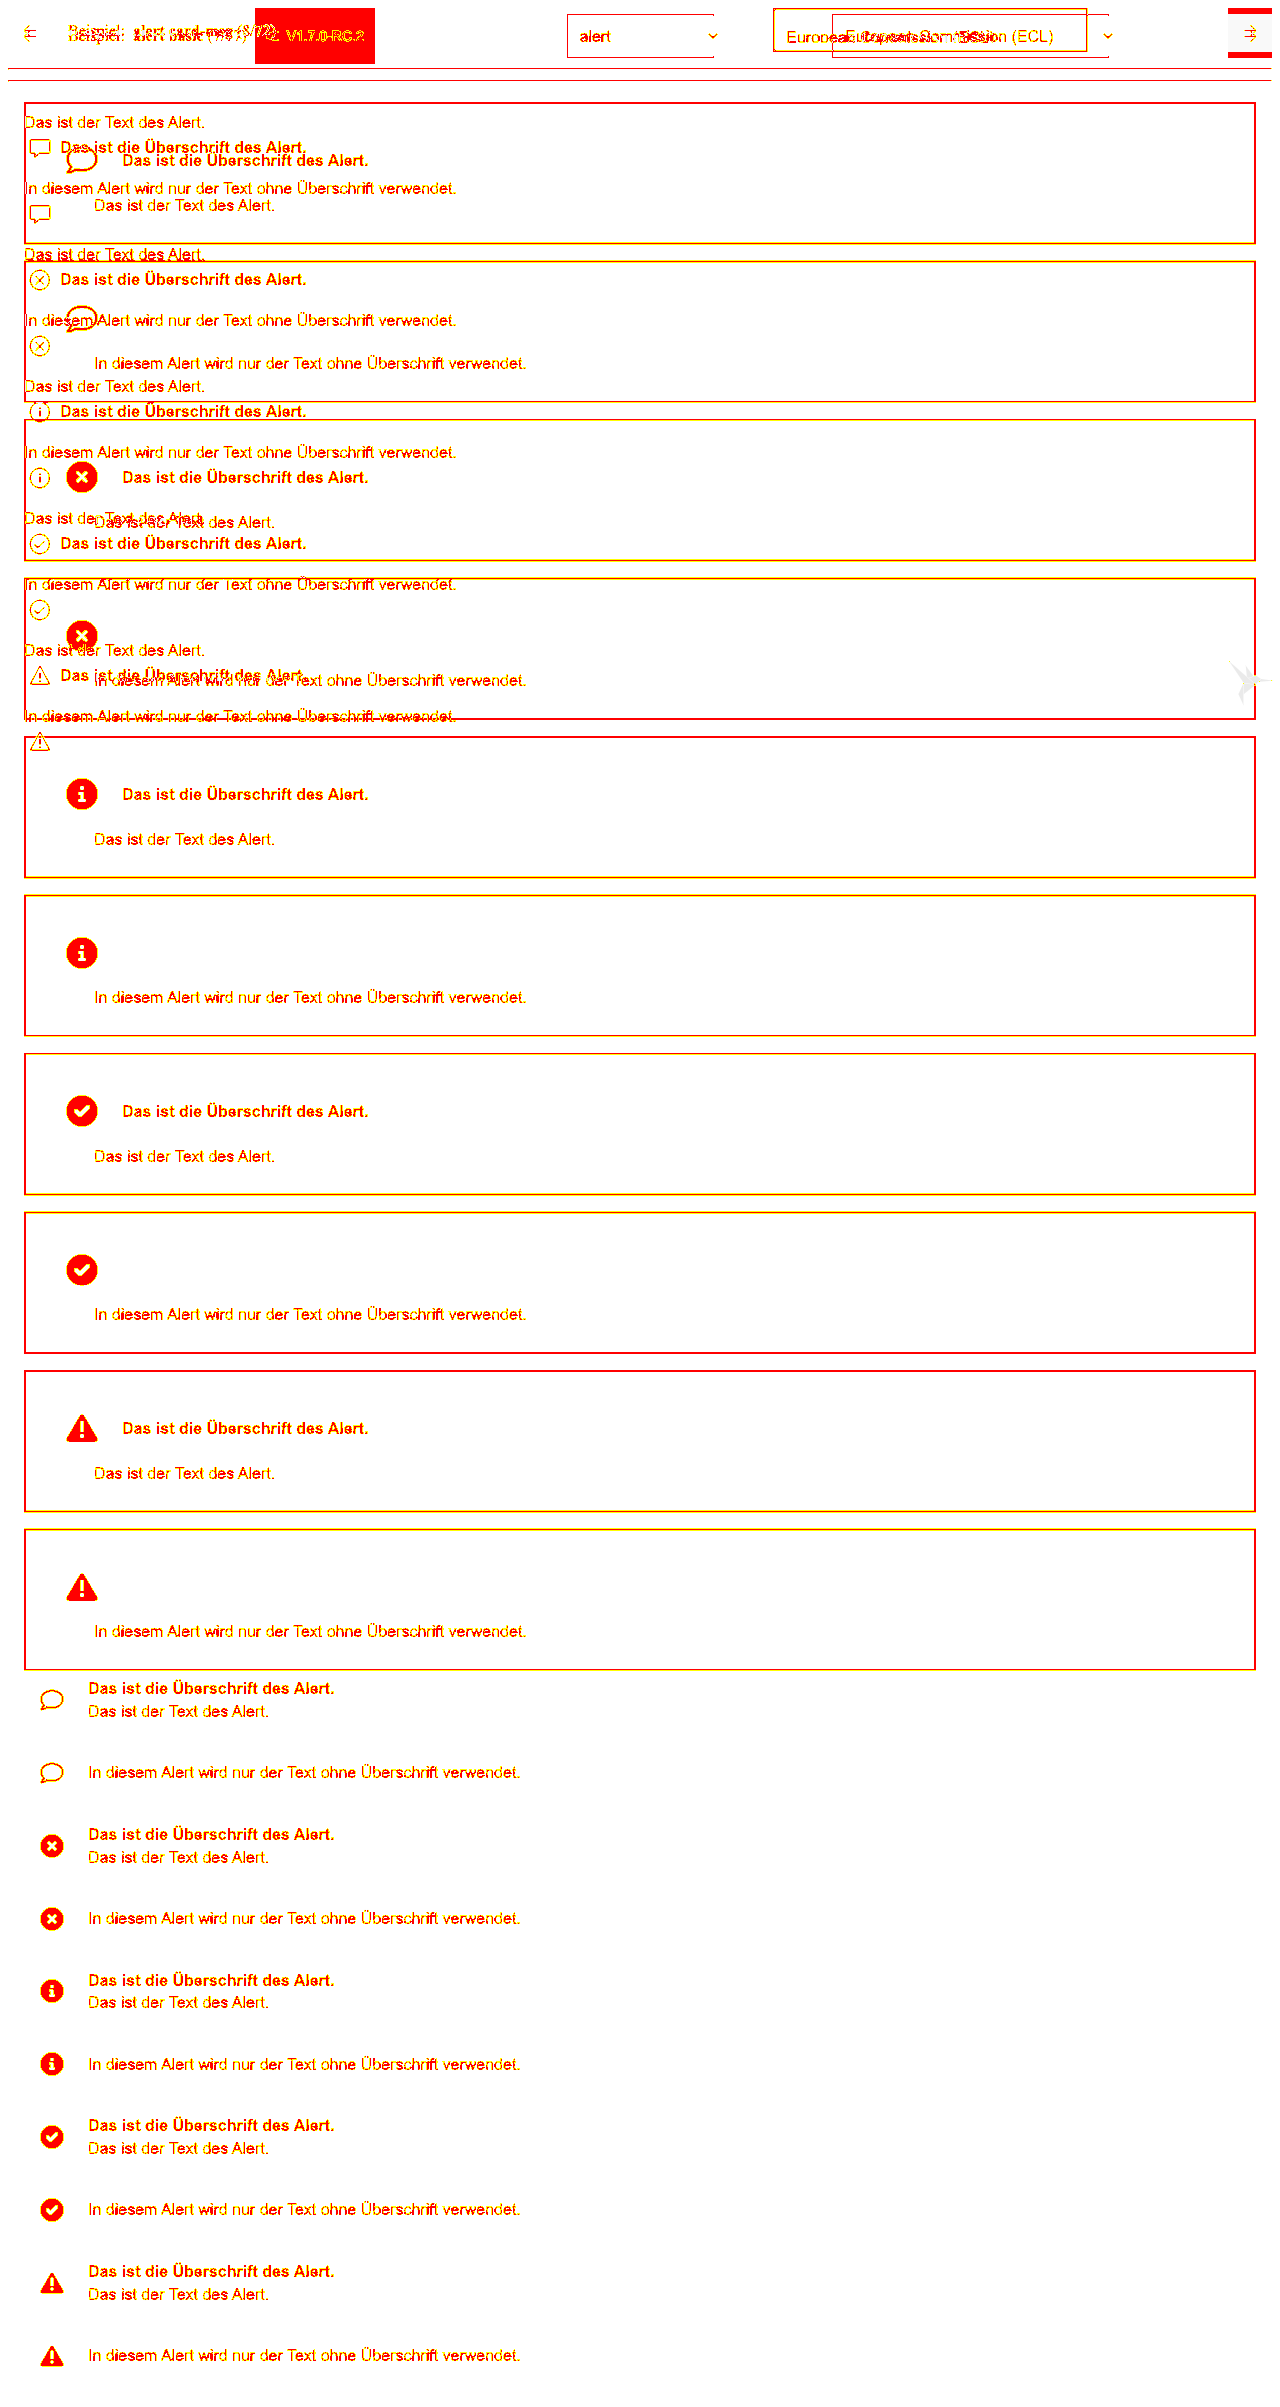 V1.7.0-RC.2
alert
Das ist der Text des Alert.
Das ist die Überschrift des Alert.
Das ist die Überschrift des Alert.
In diesem Alert wird nur der Text ohne Überschrift verwendet.
Das ist der Text des Alert.
Das ist der Text des Alert.
Das ist die Überschrift des Alert.
In diesem Alert wird nur der Text ohne Überschrift verwendet.
In diesem Alert wird nur der Text ohne Überschrift verwendet.
Das ist der Text des Alert.
Das ist die Überschrift des Alert.
In diesem Alert wird nur der Text ohne Überschrift verwendet.
Das ist die Überschrift des Alert.
Das ist der Text des Alert.
Das ist der Text des Alert.
Das ist die Überschrift des Alert.
In diesem Alert wird nur der Text ohne Überschrift verwendet.
Das ist der Text des Alert.
Das ist die Überschrift des Alert.
In diesem Alert wird nur der Text ohne Überschrift verwendet.
In diesem Alert wird nur der Text ohne Überschrift verwendet.
Das ist die Überschrift des Alert.
Das ist der Text des Alert.
In diesem Alert wird nur der Text ohne Überschrift verwendet.
Das ist die Überschrift des Alert.
Das ist der Text des Alert.
In diesem Alert wird nur der Text ohne Überschrift verwendet.
Das ist die Überschrift des Alert.
Das ist der Text des Alert.
In diesem Alert wird nur der Text ohne Überschrift verwendet.
Das ist die Überschrift des Alert.
Das ist der Text des Alert.
In diesem Alert wird nur der Text ohne Überschrift verwendet.
Das ist die Überschrift des Alert.
Das ist der Text des Alert.
In diesem Alert wird nur der Text ohne Überschrift verwendet.
Das ist die Überschrift des Alert.
Das ist der Text des Alert.
In diesem Alert wird nur der Text ohne Überschrift verwendet.
Das ist die Überschrift des Alert.
Das ist der Text des Alert.
In diesem Alert wird nur der Text ohne Überschrift verwendet.
Das ist die Überschrift des Alert.
Das ist der Text des Alert.
In diesem Alert wird nur der Text ohne Überschrift verwendet.